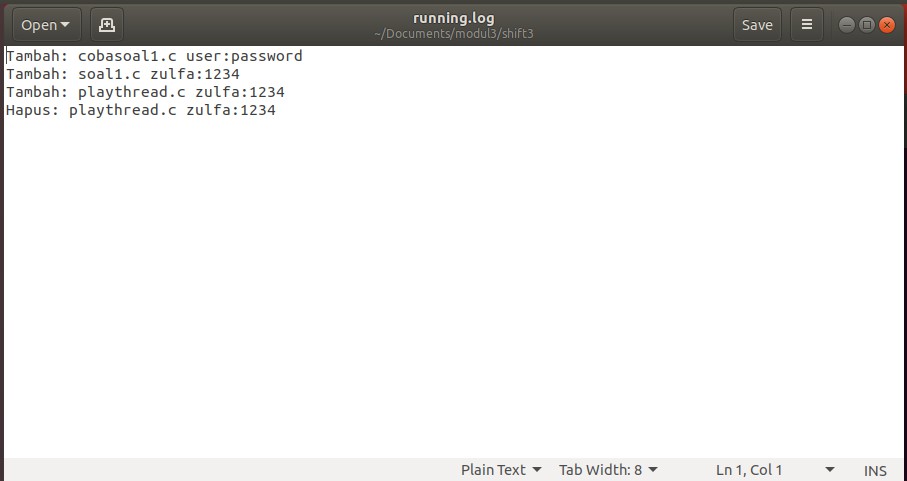 Open
running.log
~/Documents/modul3/shift3
Save
Tambah: cobasoal1.c user:password
Tambah: soal1.c zulfa:1234
Tambah: playthread.c zulfa:1234
Hapus: playthread.c zulfa:1234
Plain Text
Tab Width: 8
Ln 1, Col 1
INS